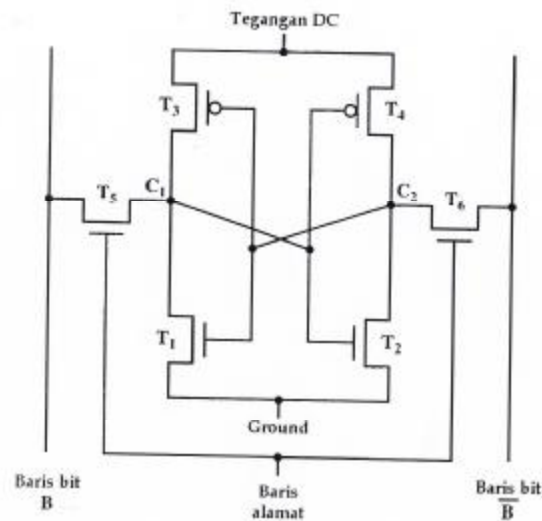 Tegangan DC
T3
T4
T5
C1
C2
T6
T1
T2
Ground
Baris bit
B
Baris
alamat
Baris bit
B̅